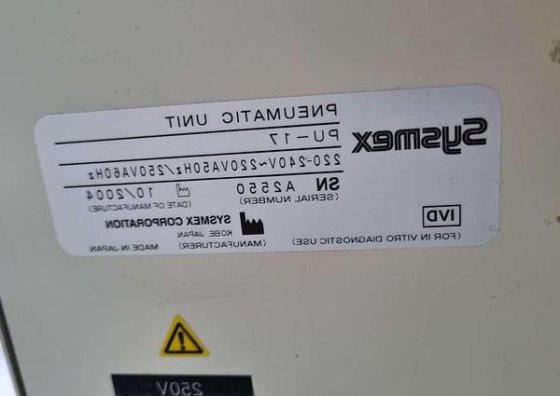 Sysmex
PNEUMATIC UNIT
PU-17
220-240V~220VA50Hz/250VA60Hz
SN A2550 10/2004
(SERIAL NUMBER) (DATE OF MANUFACTURE)
SYSMEX CORPORATION
KOBE, JAPAN
(MANUFACTURER) MADE IN JAPAN
IVD
(FOR IN VITRO DIAGNOSTIC USE)
250V